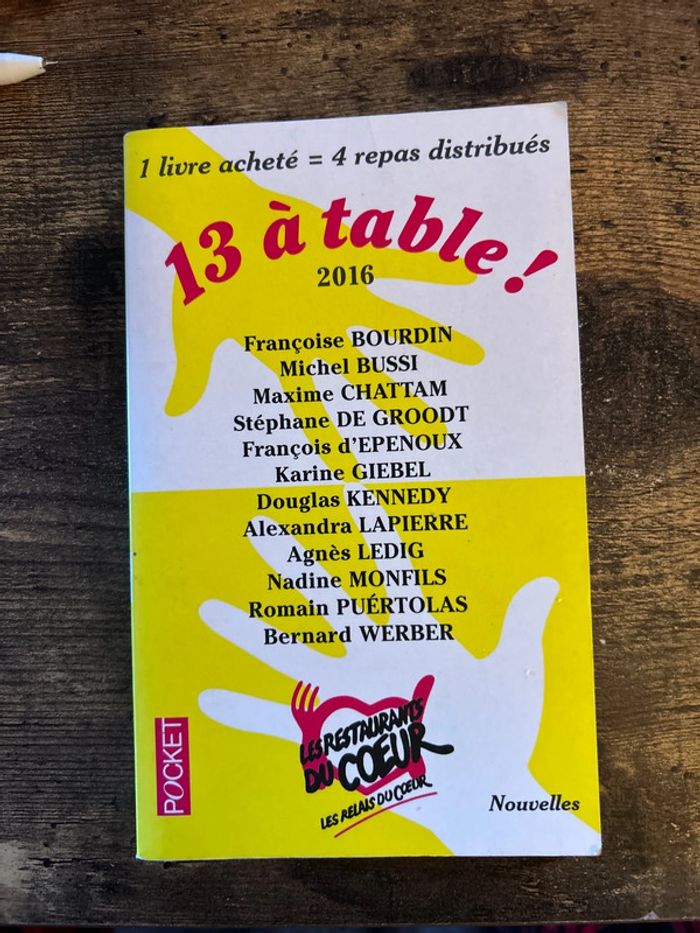 1 livre acheté = 4 repas distribués
13 à table !
2016
Françoise BOURDIN
Michel BUSSI
Maxime CHATTAM
Stéphane DE GROODT
François d'EPENOUX
Karine GIEBEL
Douglas KENNEDY
Alexandra LAPIERRE
Agnès LEDIG
Nadine MONFILS
Romain PUÉRTOLAS
Bernard WERBER
LES RESTAURANTS
DU COEUR
LES RELAIS DU CŒUR
POCKET
Nouvelles